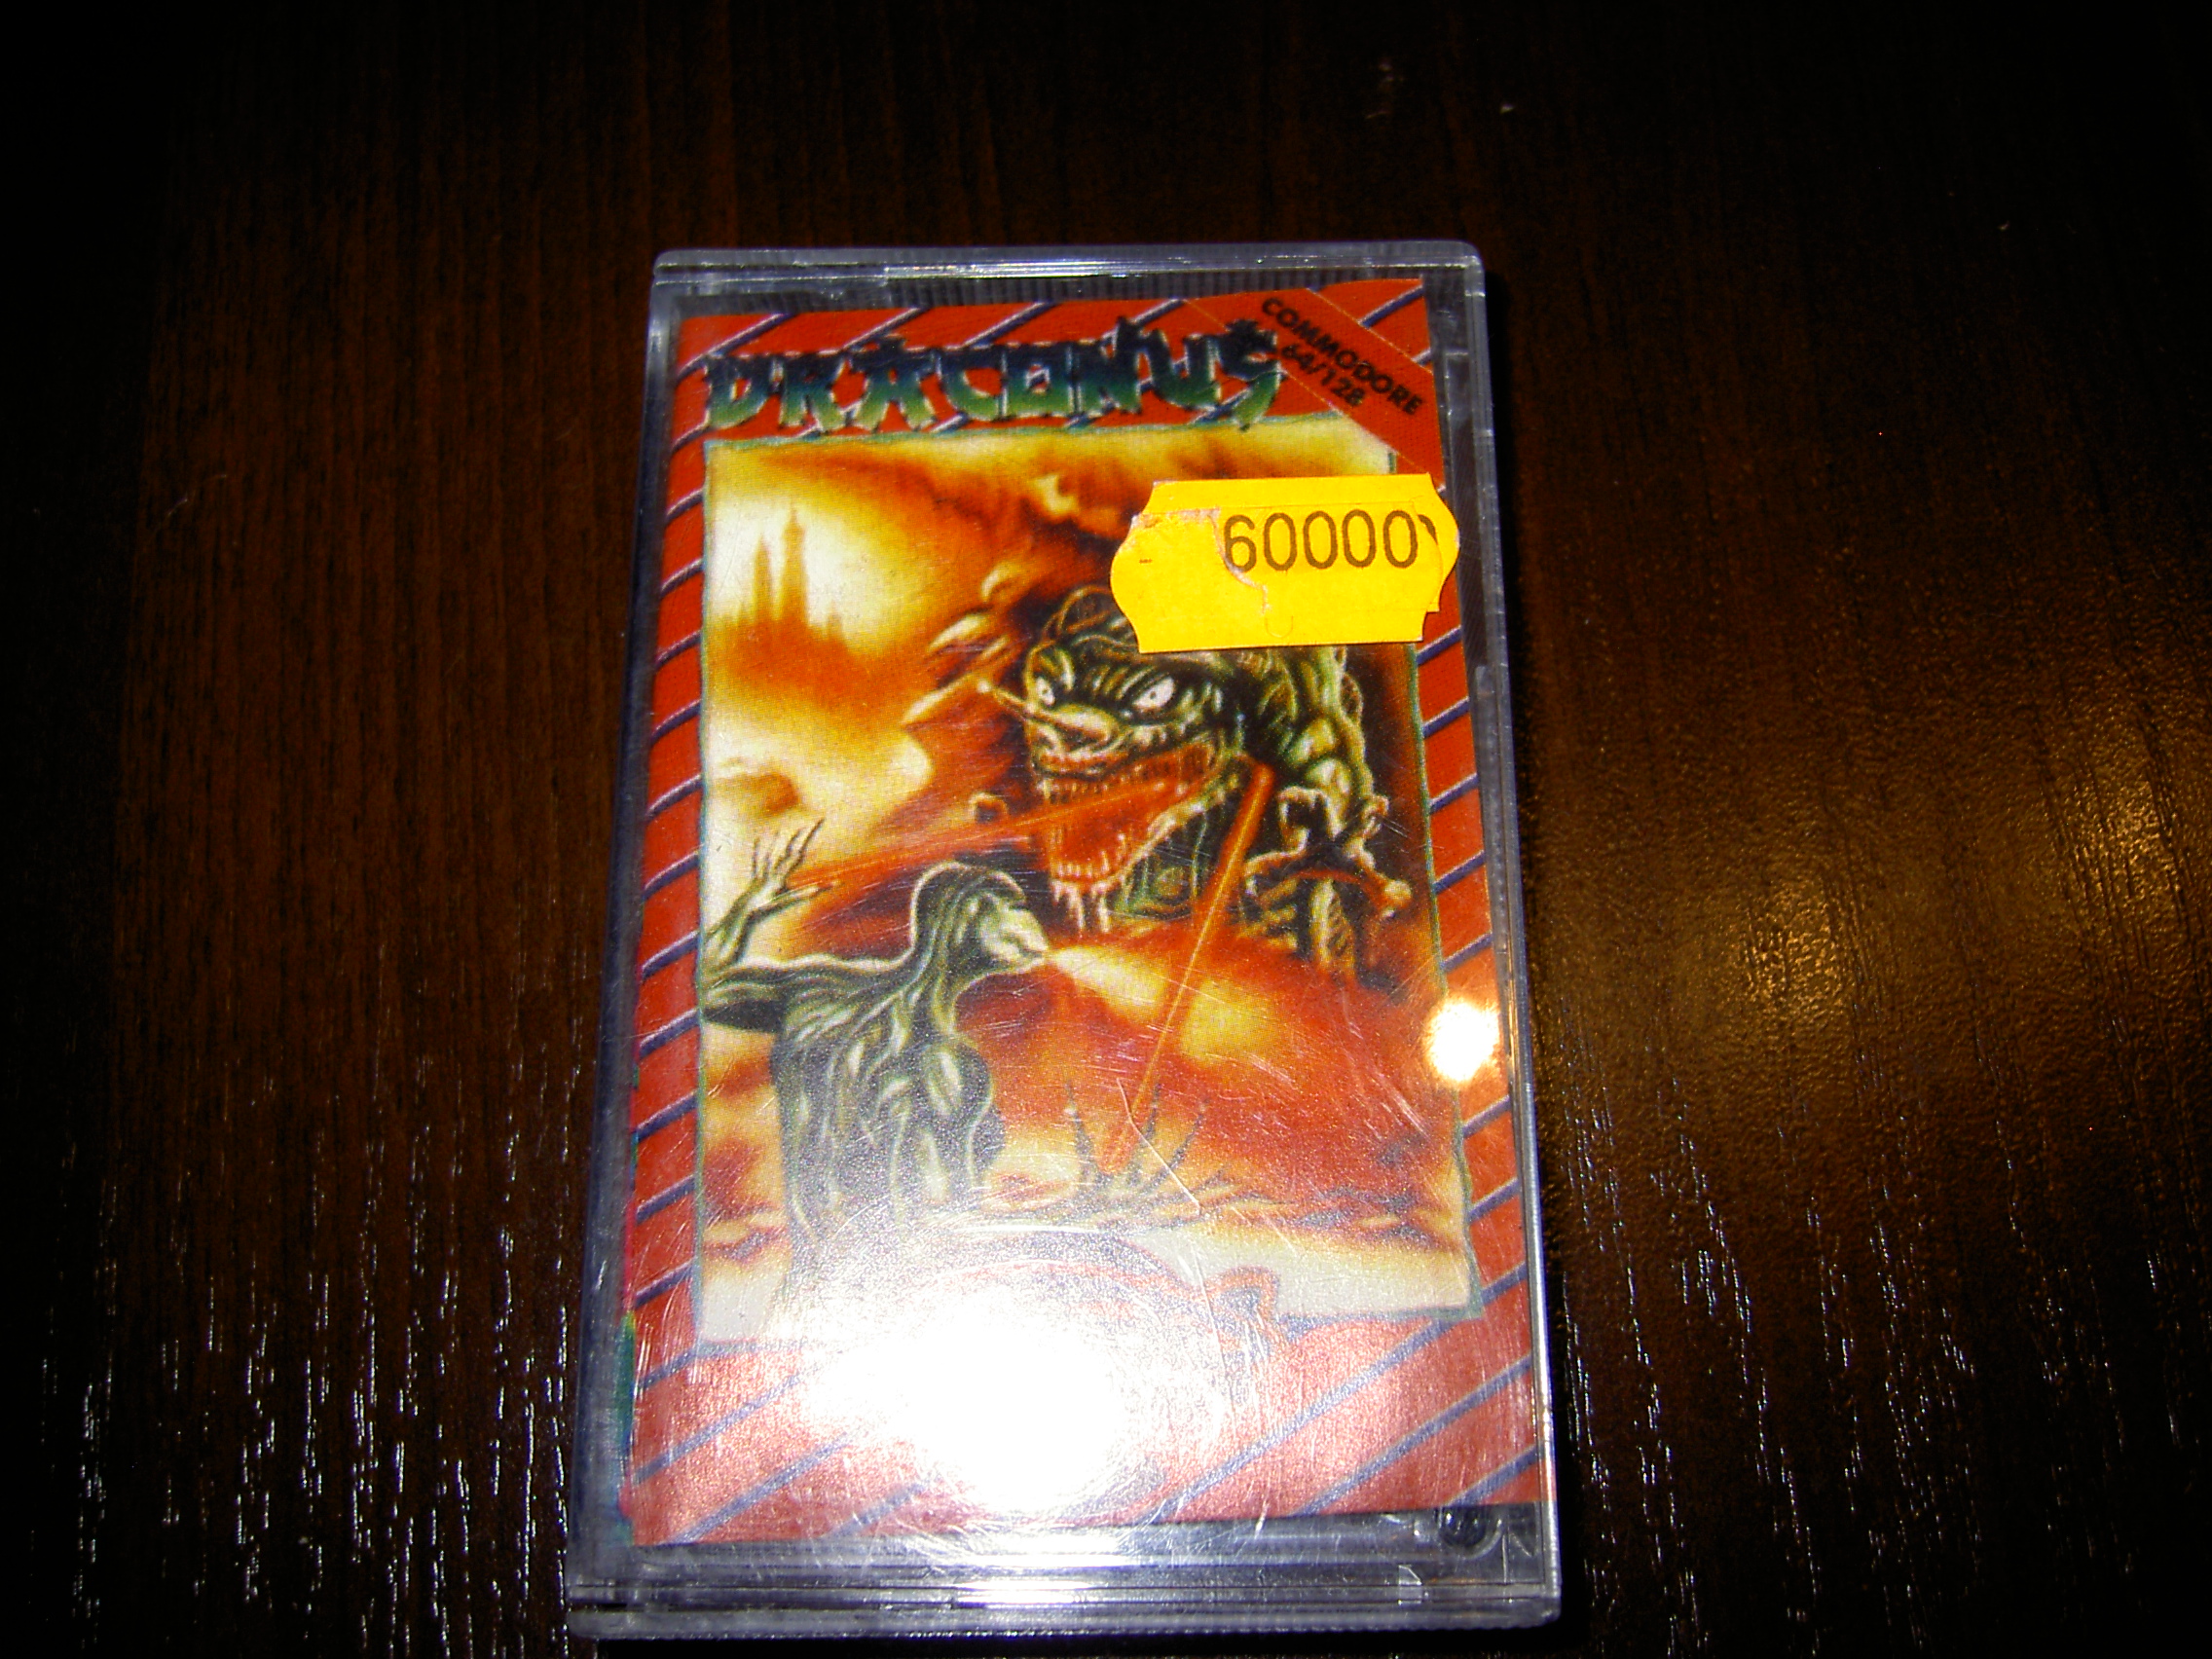 DRACONUS
COMMODORE
64/128
60000